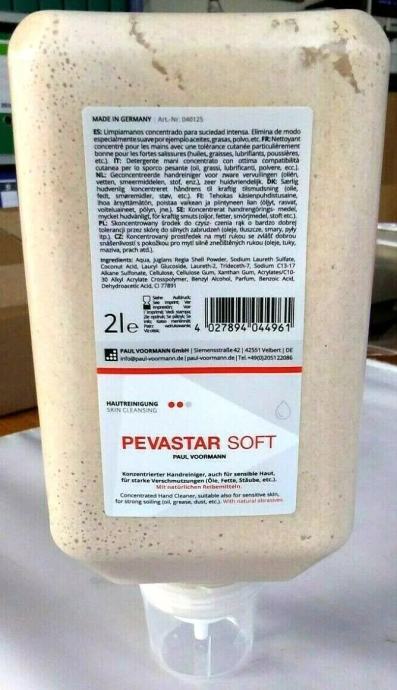 MADE IN GERMANY | Art.-Nr. 040125
ES: Limpiamanos concentrado para suciedad intensa. Elimina de modo
especialmente suave por ejemplo aceites, grasas, polvo, etc. FR: Nettoyant
concentré pour les mains avec une tolérance cutanée particulièrement
bonne pour les fortes salissures (huiles, graisses, lubrifiants, poussières,
etc.). IT: Detergente mani concentrato con ottima compatibilità
cutanea per lo sporco pesante (oli, grassi, lubrificanti, polvere, ecc.).
NL: Geconcentreerde handreiniger voor zware vervuilingen (oliën,
vetten, smeermiddelen, stof, enz.), zeer huidvriendelijk. DK: Særlig
hudvenlig koncentreret håndrens til kraftig tilsmudsning (olie,
fedt, smøremidler, støv, etc.). FI: Tehokas käsienpuhdistusaine,
ihoa ärsyttämätön, poistaa vaikean ja pinttyneen lian (öljyt, rasvat,
voiteluaineet, pölyn, jne.). SE: Koncentrerat handrengörings- medel,
mycket hudvänligt, för kraftig smuts (oljor, fetter, smörjmedel, stoft etc.).
PL: Skoncentrowany środek do czysz- czenia rąk o bardzo dobrej
tolerancji przez skórę do silnych zabrudzeń (oleje, tłuszcze, smary, pyły
itp.). CZ: Koncentrovaný prostředek na mytí rukou se zvlášť dobrou
snášenlivostí s pokožkou pro mytí silně znečištěných rukou (oleje, tuky,
maziva, prach atd.).
Ingredients: Aqua, Juglans Regia Shell Powder, Sodium Laureth Sulfate,
Coconut Acid, Lauryl Glucoside, Laureth-2, Trideceth-7, Sodium C13-17
Alkane Sulfonate, Cellulose, Cellulose Gum, Xanthan Gum, Acrylates/C10-
30 Alkyl Acrylate Crosspolymer, Benzyl Alcohol, Parfum, Benzoic Acid,
Dehydroacetic Acid, CI 77891
2l e
Siehe Aufdruck;
4 027894 044961
PAUL VOORMANN GmbH | Siemensstraße 42 | 42551 Velbert | DE
info@paul-voormann.de | paul-voormann.de | Tel.+49(0)205122086
HAUTREINIGUNG
SKIN CLEANSING
PEVASTAR SOFT
PAUL VOORMANN
Konzentrierter Handreiniger, auch für sensible Haut,
für starke Verschmutzungen (Öle, Fette, Stäube, etc.).
Mit natürlichen Reibemitteln.
Concentrated Hand Cleaner, suitable also for sensitive skin,
for strong soiling (oil, grease, dust, etc.). With natural abrasives.